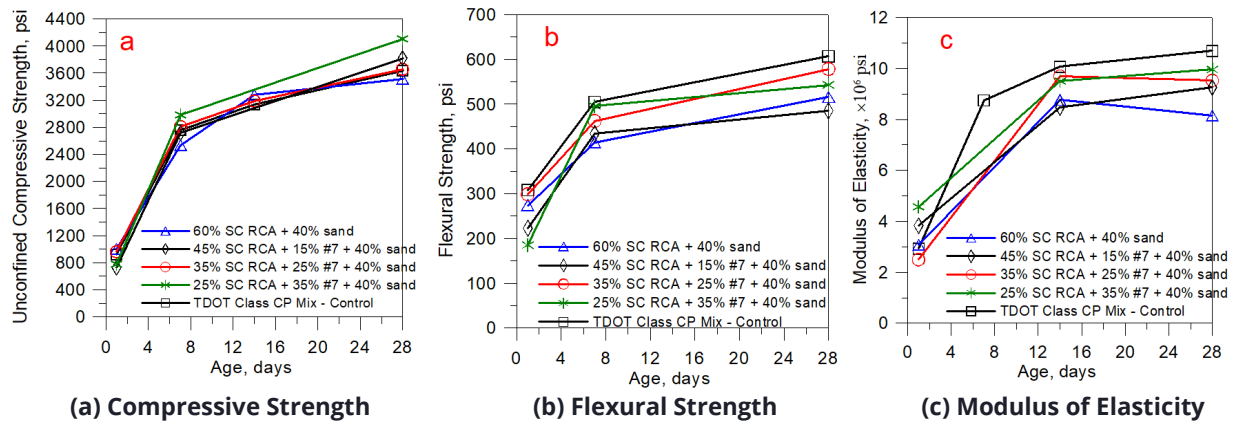 4400
4000
3600
3200
2800
2400
2000
1600
1200
800
400
0
Unconfined Compressive Strength, psi
a
60% SC RCA + 40% sand
45% SC RCA + 15% #7 + 40% sand
35% SC RCA + 25% #7 + 40% sand
25% SC RCA + 35% #7 + 40% sand
TDOT Class CP Mix - Control
0 4 8 12 16 20 24 28
Age, days
(a) Compressive Strength
700
600
500
400
300
200
100
0
Flexural Strength, psi
b
60% SC RCA + 40% sand
45% SC RCA + 15% #7 + 40% sand
35% SC RCA + 25% #7 + 40% sand
25% SC RCA + 35% #7 + 40% sand
TDOT Class CP Mix - Control
0 4 8 12 16 20 24 28
Age, days
(b) Flexural Strength
12
10
8
6
4
2
0
Modulus of Elasticity, ×10⁶ psi
c
60% SC RCA + 40% sand
45% SC RCA + 15% #7 + 40% sand
35% SC RCA + 25% #7 + 40% sand
25% SC RCA + 35% #7 + 40% sand
TDOT Class CP Mix - Control
0 4 8 12 16 20 24 28
Age, days
(c) Modulus of Elasticity